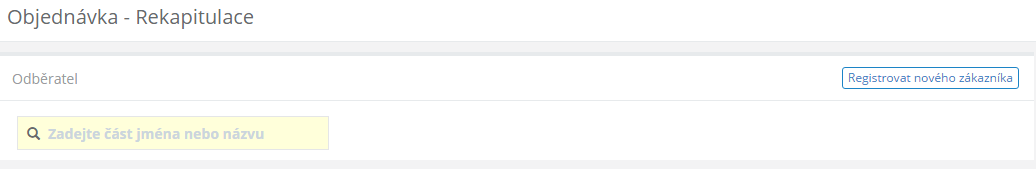 Objednávka - Rekapitulace
Odběratel
Registrovat nového zákazníka
Zadejte část jména nebo názvu